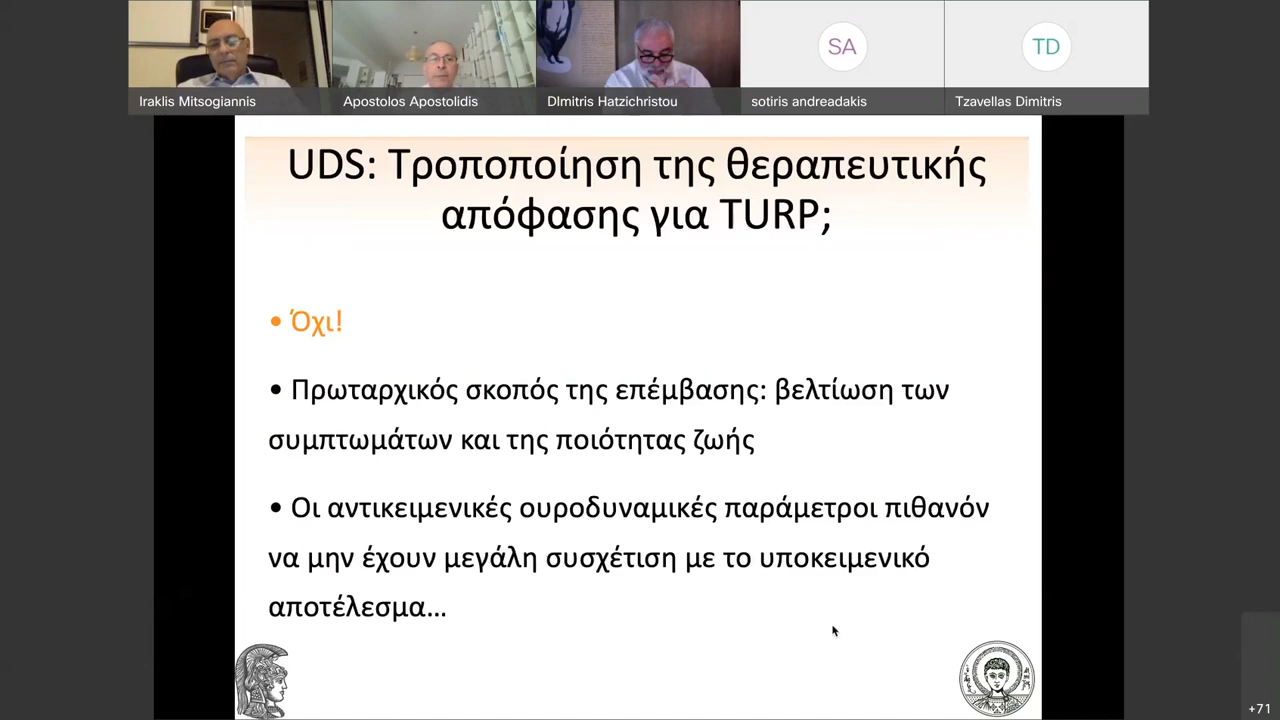 Iraklis Mitsogiannis
Apostolos Apostolidis
DImitris Hatzichristou
SA
sotiris andreadakis
TD
Tzavellas Dimitris
UDS: Τροποποίηση της θεραπευτικής
απόφασης για TURP;
• Όχι!
• Πρωταρχικός σκοπός της επέμβασης: βελτίωση των
συμπτωμάτων και της ποιότητας ζωής
• Οι αντικειμενικές ουροδυναμικές παράμετροι πιθανόν
να μην έχουν μεγάλη συσχέτιση με το υποκειμενικό
αποτέλεσμα...
+71